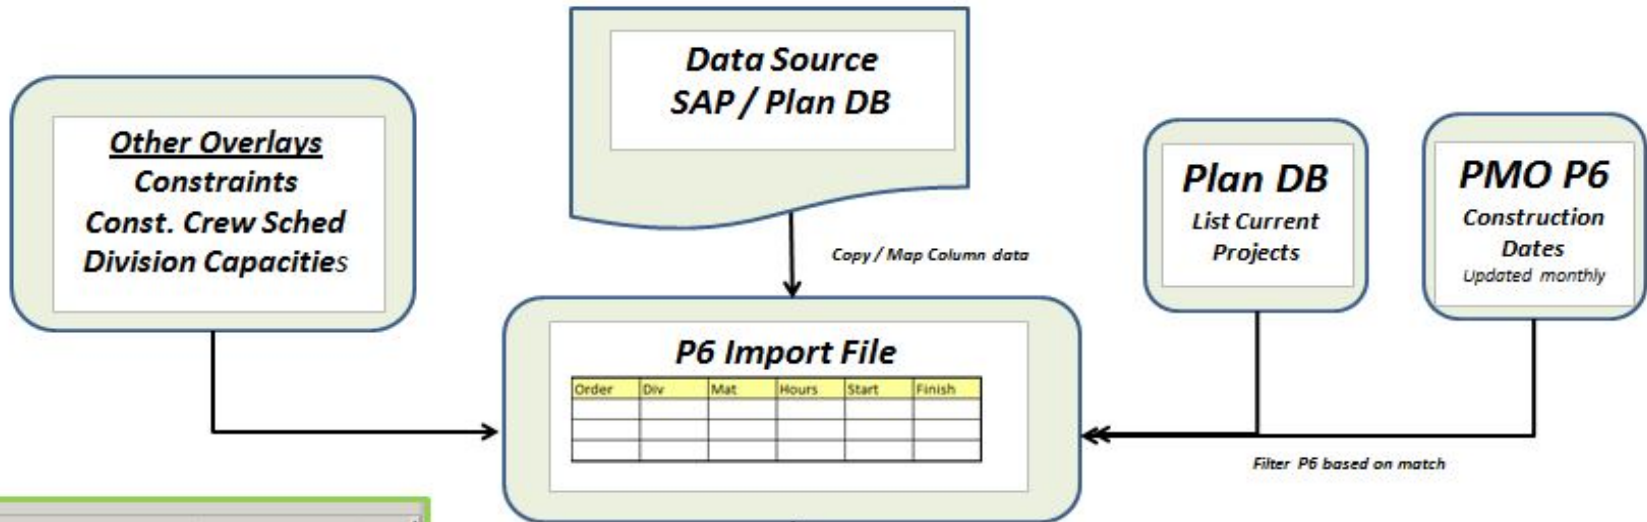 Data Source
SAP / Plan DB
Other Overlays
Constraints
Const. Crew Sched
Division Capacities
Plan DB
List Current
Projects
PMO P6
Construction
Dates
Updated monthly
Copy / Map Column data
P6 Import File
Order Div Mat Hours Start Finish
Filter P6 based on match